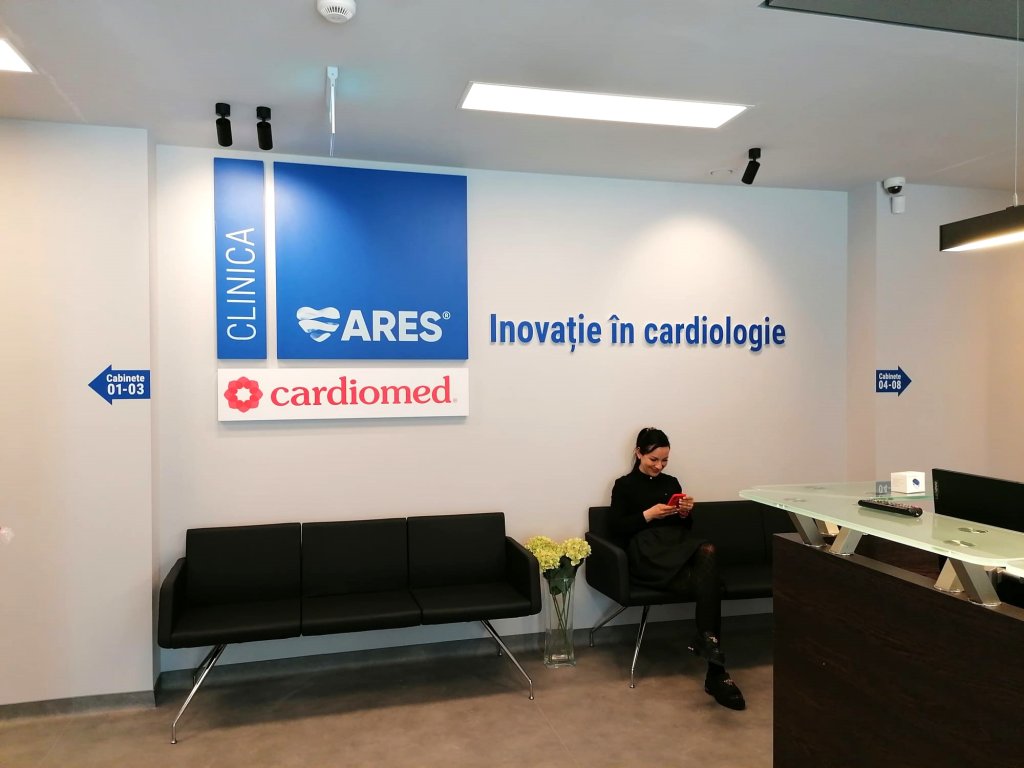 CLINICA
ARES®
cardiomed®
Inovație în cardiologie
Cabinete
01-03
Cabinete
04-08